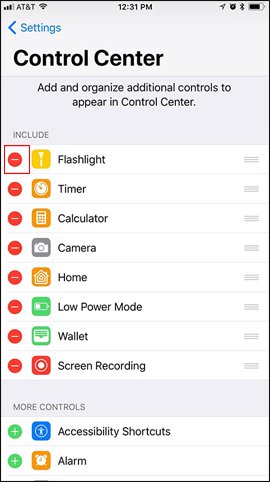 AT&T 12:31 PM
Settings
Control Center
Add and organize additional controls to
appear in Control Center.
INCLUDE
Flashlight
Timer
Calculator
Camera
Home
Low Power Mode
Wallet
Screen Recording
MORE CONTROLS
Accessibility Shortcuts
Alarm